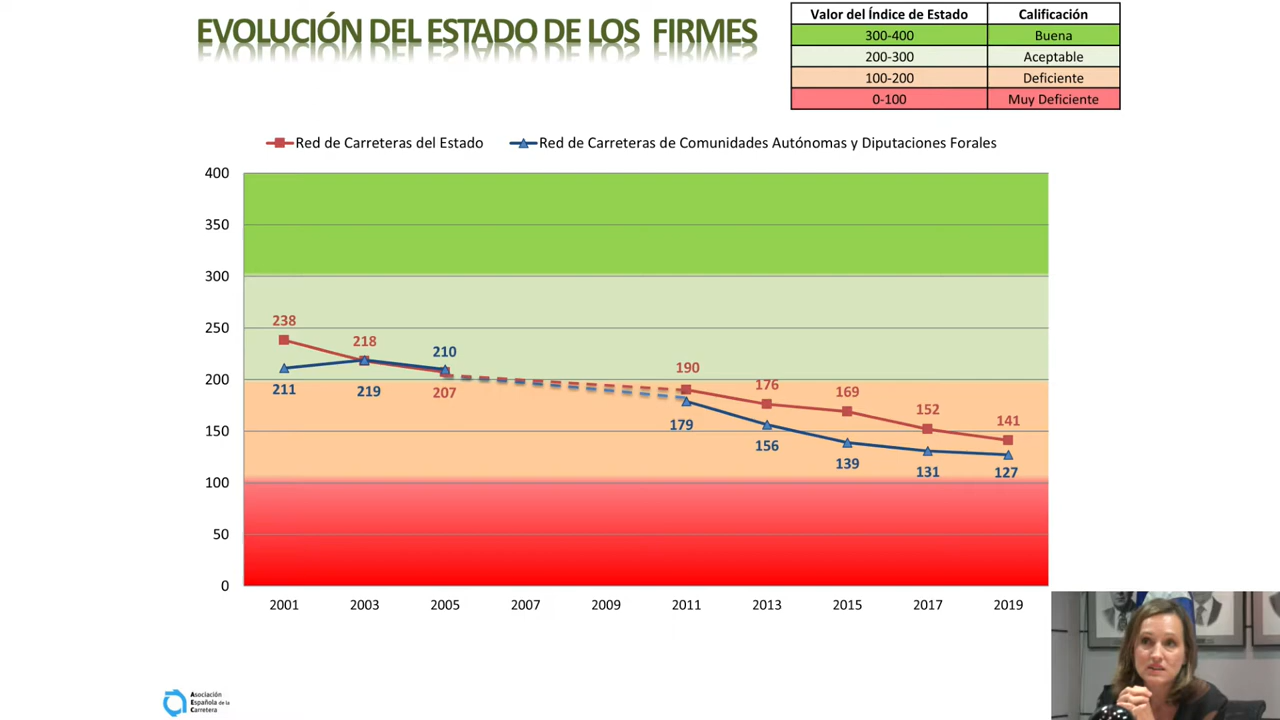 EVOLUCIÓN DEL ESTADO DE LOS FIRMES
Valor del Índice de Estado Calificación
300-400 Buena
200-300 Aceptable
100-200 Deficiente
0-100 Muy Deficiente
Red de Carreteras del Estado Red de Carreteras de Comunidades Autónomas y Diputaciones Forales
400
350
300
250
200
150
100
50
0
238 218 207 190 176 169 152 141
211 219 210 179 156 139 131 127
2001 2003 2005 2007 2009 2011 2013 2015 2017 2019
Asociación
Española de la
Carretera